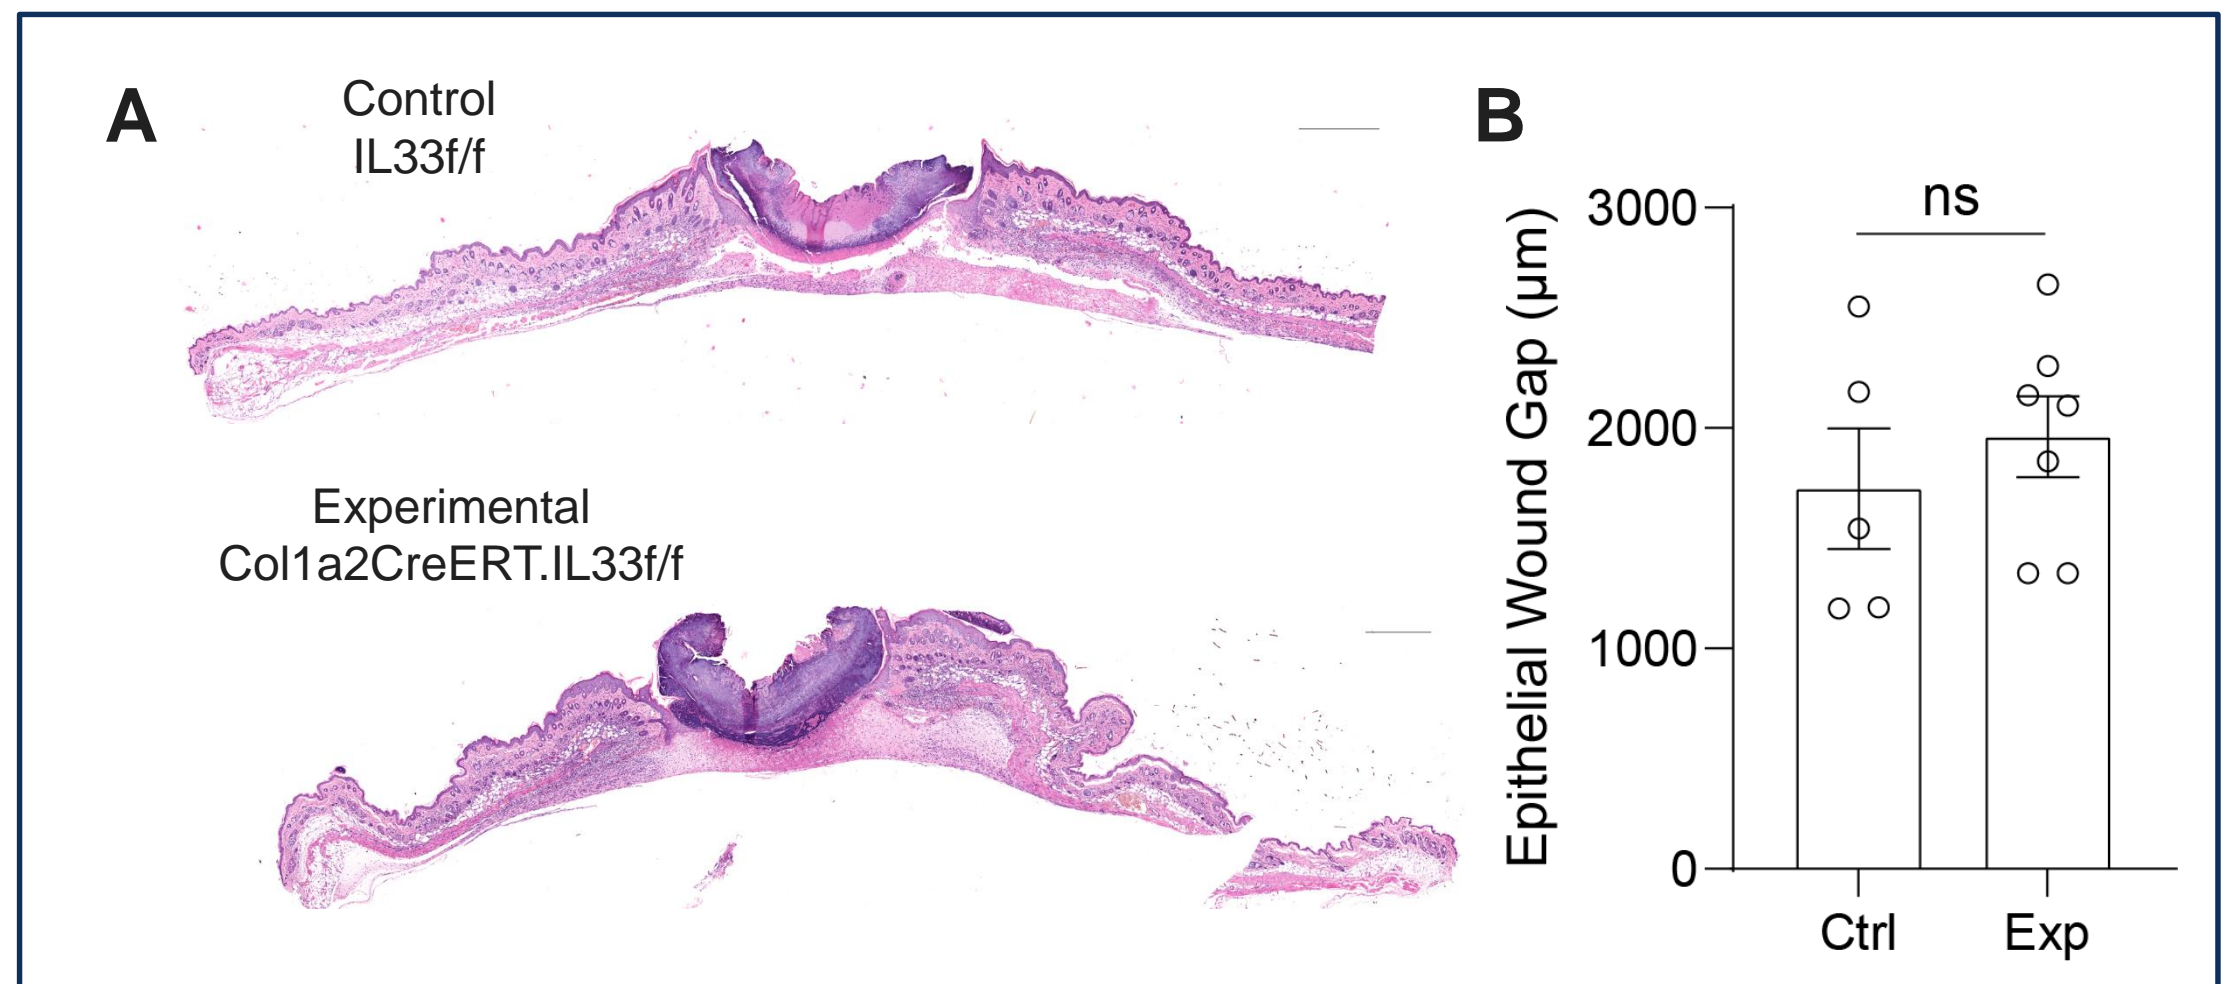 A
Control
IL33f/f
Experimental
Col1a2CreERT.IL33f/f
B
Epithelial Wound Gap (μm)
3000
2000
1000
0
ns
Ctrl
Exp